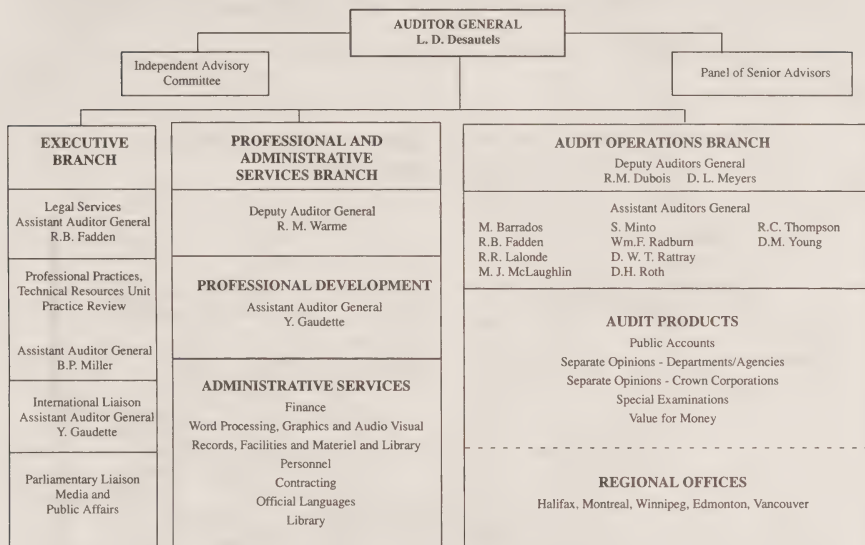 AUDITOR GENERAL
L. D. Desautels
Independent Advisory
Committee
Panel of Senior Advisors
EXECUTIVE
BRANCH
Legal Services
Assistant Auditor General
R.B. Fadden
Professional Practices,
Technical Resources Unit
Practice Review
Assistant Auditor General
B.P. Miller
International Liaison
Assistant Auditor General
Y. Gaudette
Parliamentary Liaison
Media and
Public Affairs
PROFESSIONAL AND
ADMINISTRATIVE
SERVICES BRANCH
Deputy Auditor General
R. M. Warme
PROFESSIONAL DEVELOPMENT
Assistant Auditor General
Y. Gaudette
ADMINISTRATIVE SERVICES
Finance
Word Processing, Graphics and Audio Visual
Records, Facilities and Materiel and Library
Personnel
Contracting
Official Languages
Library
AUDIT OPERATIONS BRANCH
Deputy Auditors General
R.M. Dubois D. L. Meyers
Assistant Auditors General
M. Barrados S. Minto R.C. Thompson
R.B. Fadden Wm.F. Radburn D.M. Young
R.R. Lalonde D. W. T. Rattray
M. J. McLaughlin D.H. Roth
AUDIT PRODUCTS
Public Accounts
Separate Opinions - Departments/Agencies
Separate Opinions - Crown Corporations
Special Examinations
Value for Money
REGIONAL OFFICES
Halifax, Montreal, Winnipeg, Edmonton, Vancouver